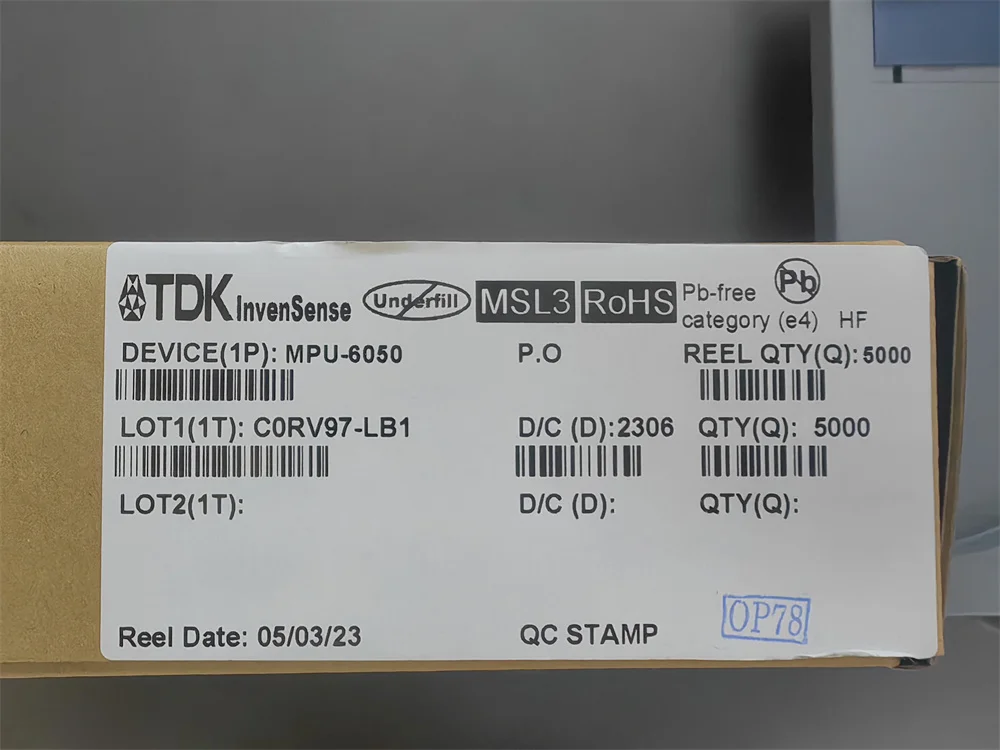 TDK InvenSense Underfill MSL3 RoHS Pb-free Pb
category (e4) HF
DEVICE(1P): MPU-6050 P.O REEL QTY(Q): 5000
LOT1(1T): C0RV97-LB1 D/C (D):2306 QTY(Q): 5000
LOT2(1T): D/C (D): QTY(Q):
Reel Date: 05/03/23 QC STAMP OP78